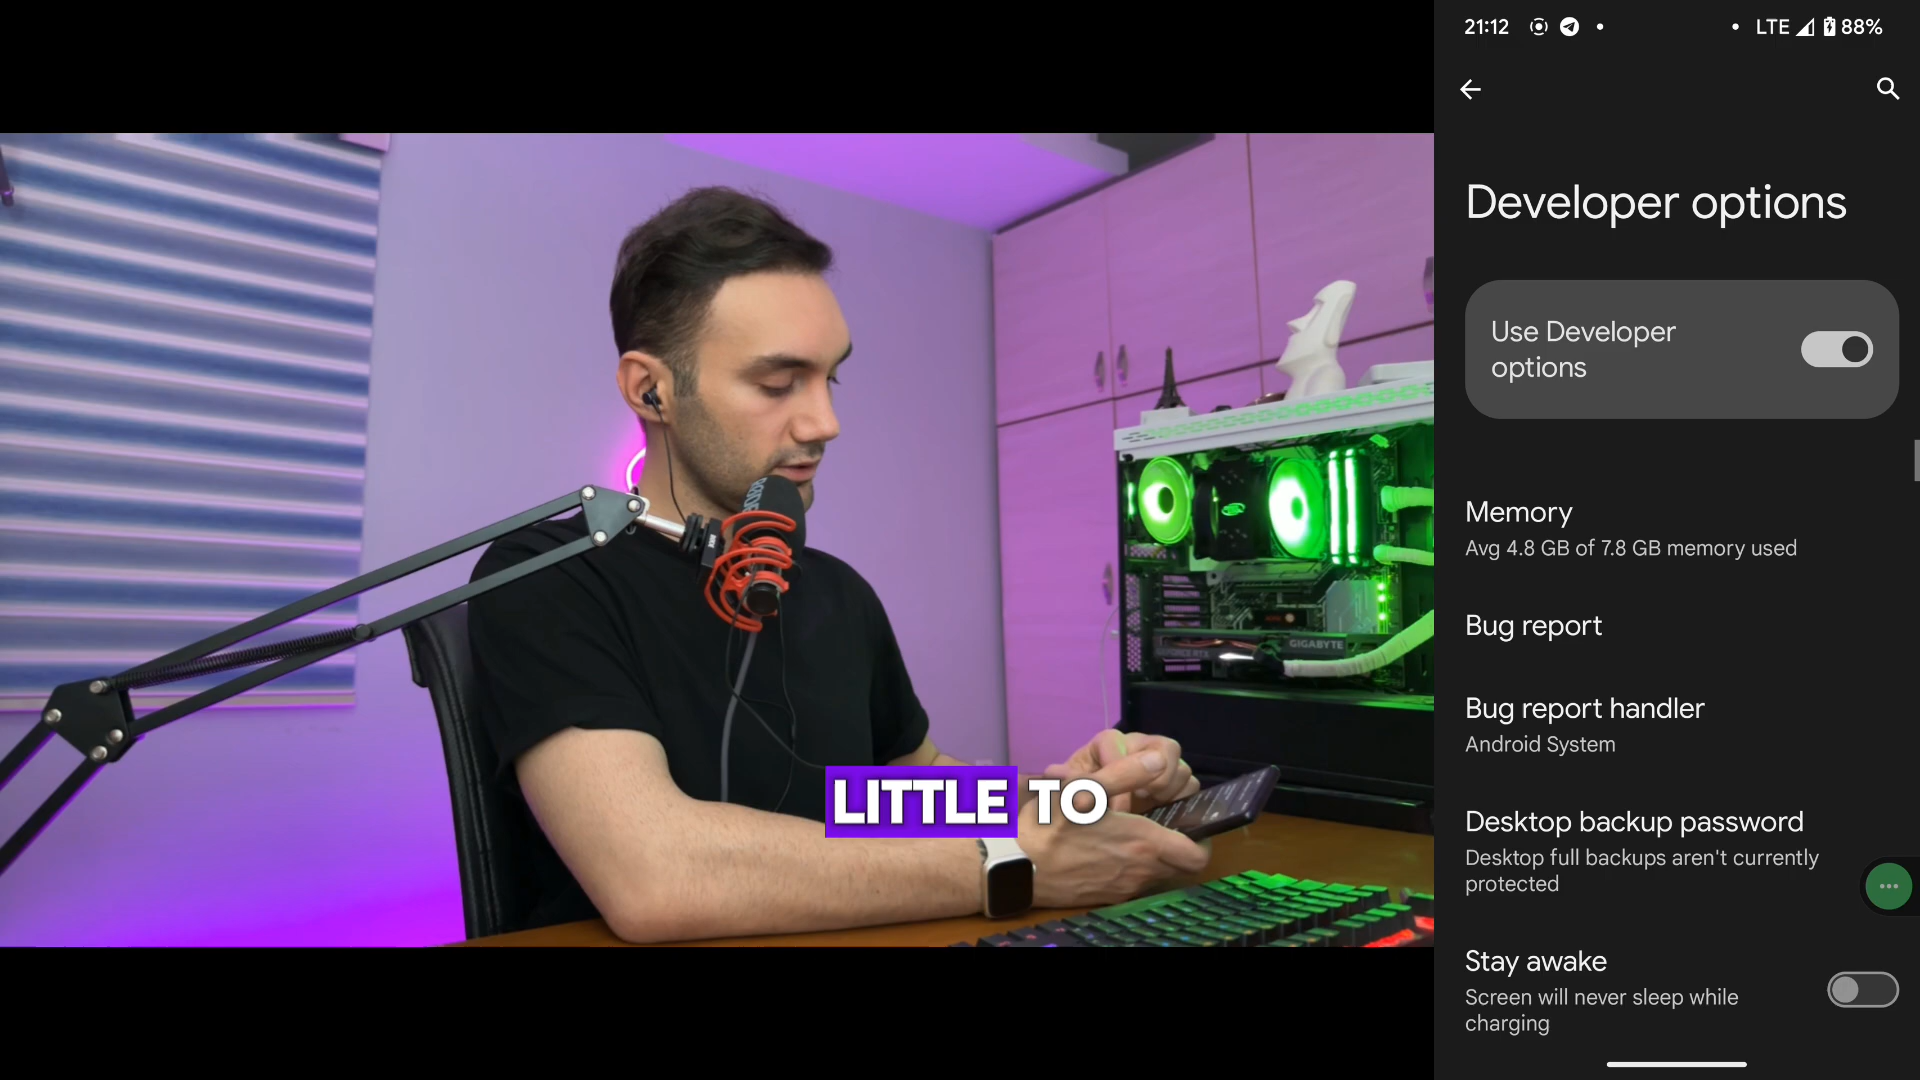 LITTLE TO
GIGABYTE
21:12
LTE
88%
Developer options
Use Developer
options
Memory
Avg 4.8 GB of 7.8 GB memory used
Bug report
Bug report handler
Android System
Desktop backup password
Desktop full backups aren't currently
protected
Stay awake
Screen will never sleep while
charging